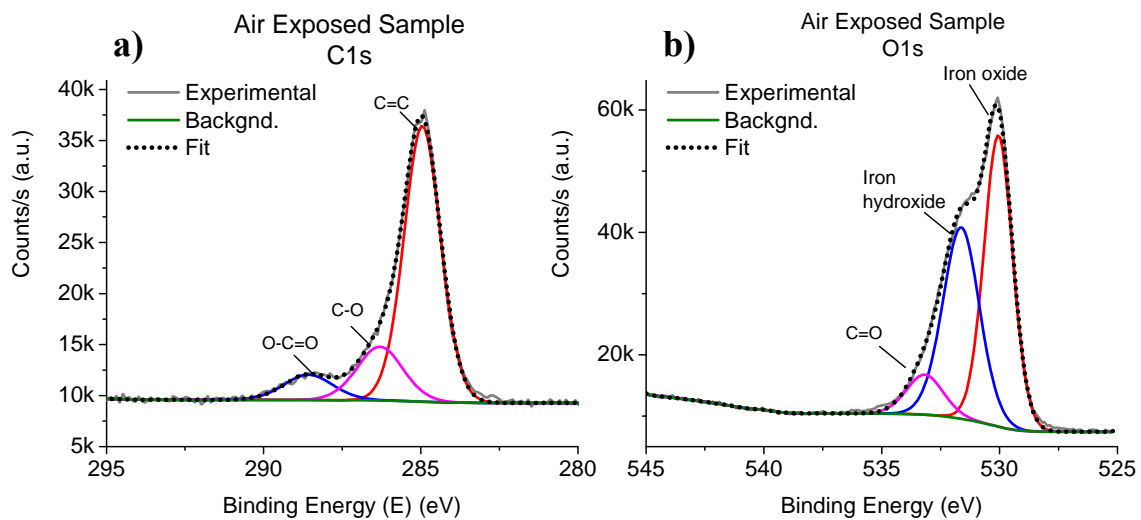 a)
Air Exposed Sample
C1s
Experimental
Backgnd.
Fit
C=C
C-O
O-C=O
40k
35k
30k
25k
20k
15k
10k
5k
Counts/s (a.u.)
295
290
285
280
Binding Energy (E) (eV)
b)
Air Exposed Sample
O1s
Iron oxide
Experimental
Backgnd.
Fit
Iron
hydroxide
C=O
60k
40k
20k
Counts/s (a.u.)
545
540
535
530
525
Binding Energy (eV)